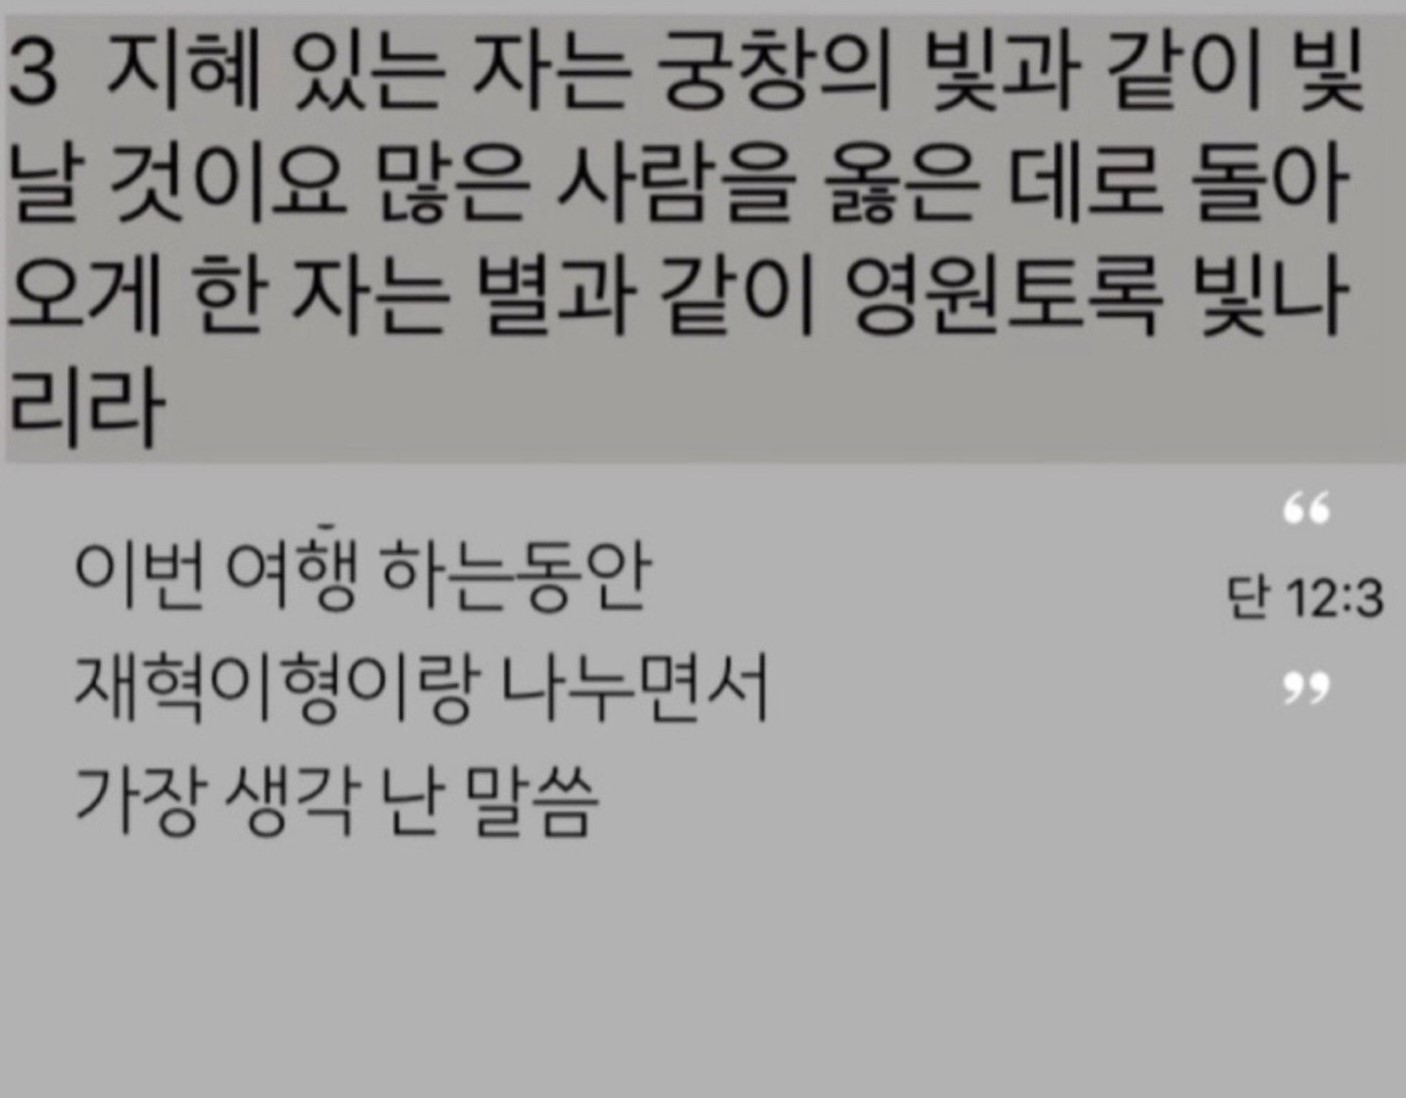 3 지혜 있는 자는 궁창의 빛과 같이 빛
날 것이요 많은 사람을 옳은 데로 돌아
오게 한 자는 별과 같이 영원토록 빛나
리라
이번 여행 하는동안
재혁이형이랑 나누면서
가장 생각 난 말씀
“
단 12:3
”